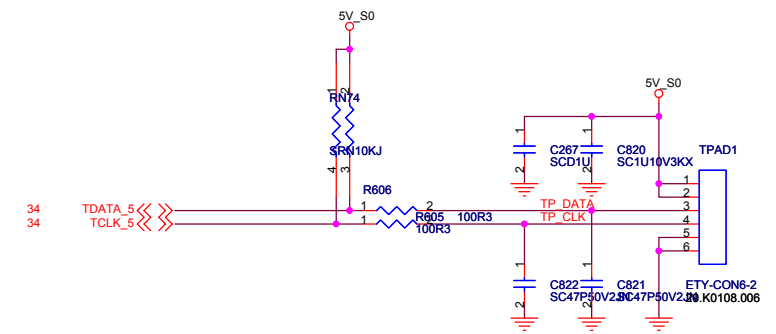 5V_S0
5V_S0
1 2
RN74
SRN10KJ
4 3
1 1
C267 C820 TPAD1
SCD1U SC1U10V3KX
2 2
R606
34 TDATA_5 1 2 TP_DATA
34 TCLK_5 1 R605 2 100R3 TP_CLK
100R3
1
2
3
4
5
6
1 1
C822 C821 ETY-CON6-2
SC47P50V2JN SC47P50V2JN 20.K0108.006
2 2